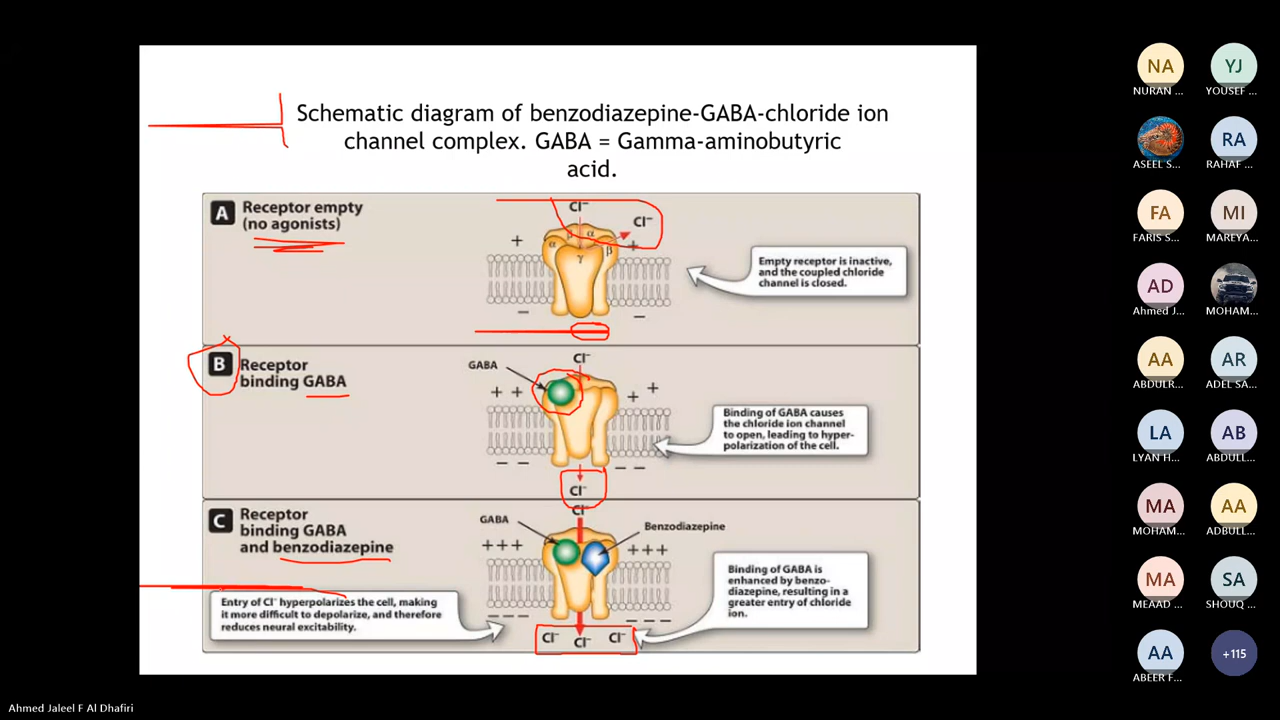 Schematic diagram of benzodiazepine-GABA-chloride ion
channel complex. GABA = Gamma-aminobutyric
acid.
A
Receptor empty
(no agonists)
Cl⁻
Cl⁻
α
β
α
β
γ
+
+
−
−
Empty receptor is inactive,
and the coupled chloride
channel is closed.
B
Receptor
binding GABA
GABA
Cl⁻
+ +
+
+
− −
− −
Cl⁻
Binding of GABA causes
the chloride ion channel
to open, leading to hyper-
polarization of the cell.
C
Receptor
binding GABA
and benzodiazepine
Cl⁻
GABA
Benzodiazepine
+++
+++
− − −
− − −
Cl⁻ Cl⁻ Cl⁻
Entry of Cl⁻ hyperpolarizes the cell, making
it more difficult to depolarize, and therefore
reduces neural excitability.
Binding of GABA is
enhanced by benzo-
diazepine, resulting in a
greater entry of chloride
ion.
NA
NURAN ...
YJ
YOUSEF ...
ASEEL S...
RA
RAHAF ...
FA
FARIS S...
MI
MAREYA...
AD
Ahmed J...
MOHAM...
AA
ABDULR...
AR
ADEL SA...
LA
LYAN H...
AB
ABDULL...
MA
MOHAM...
AA
ADBULL...
MA
MEAAD ...
SA
SHOUQ ...
AA
ABEER F...
+115
Ahmed Jaleel F Al Dhafiri